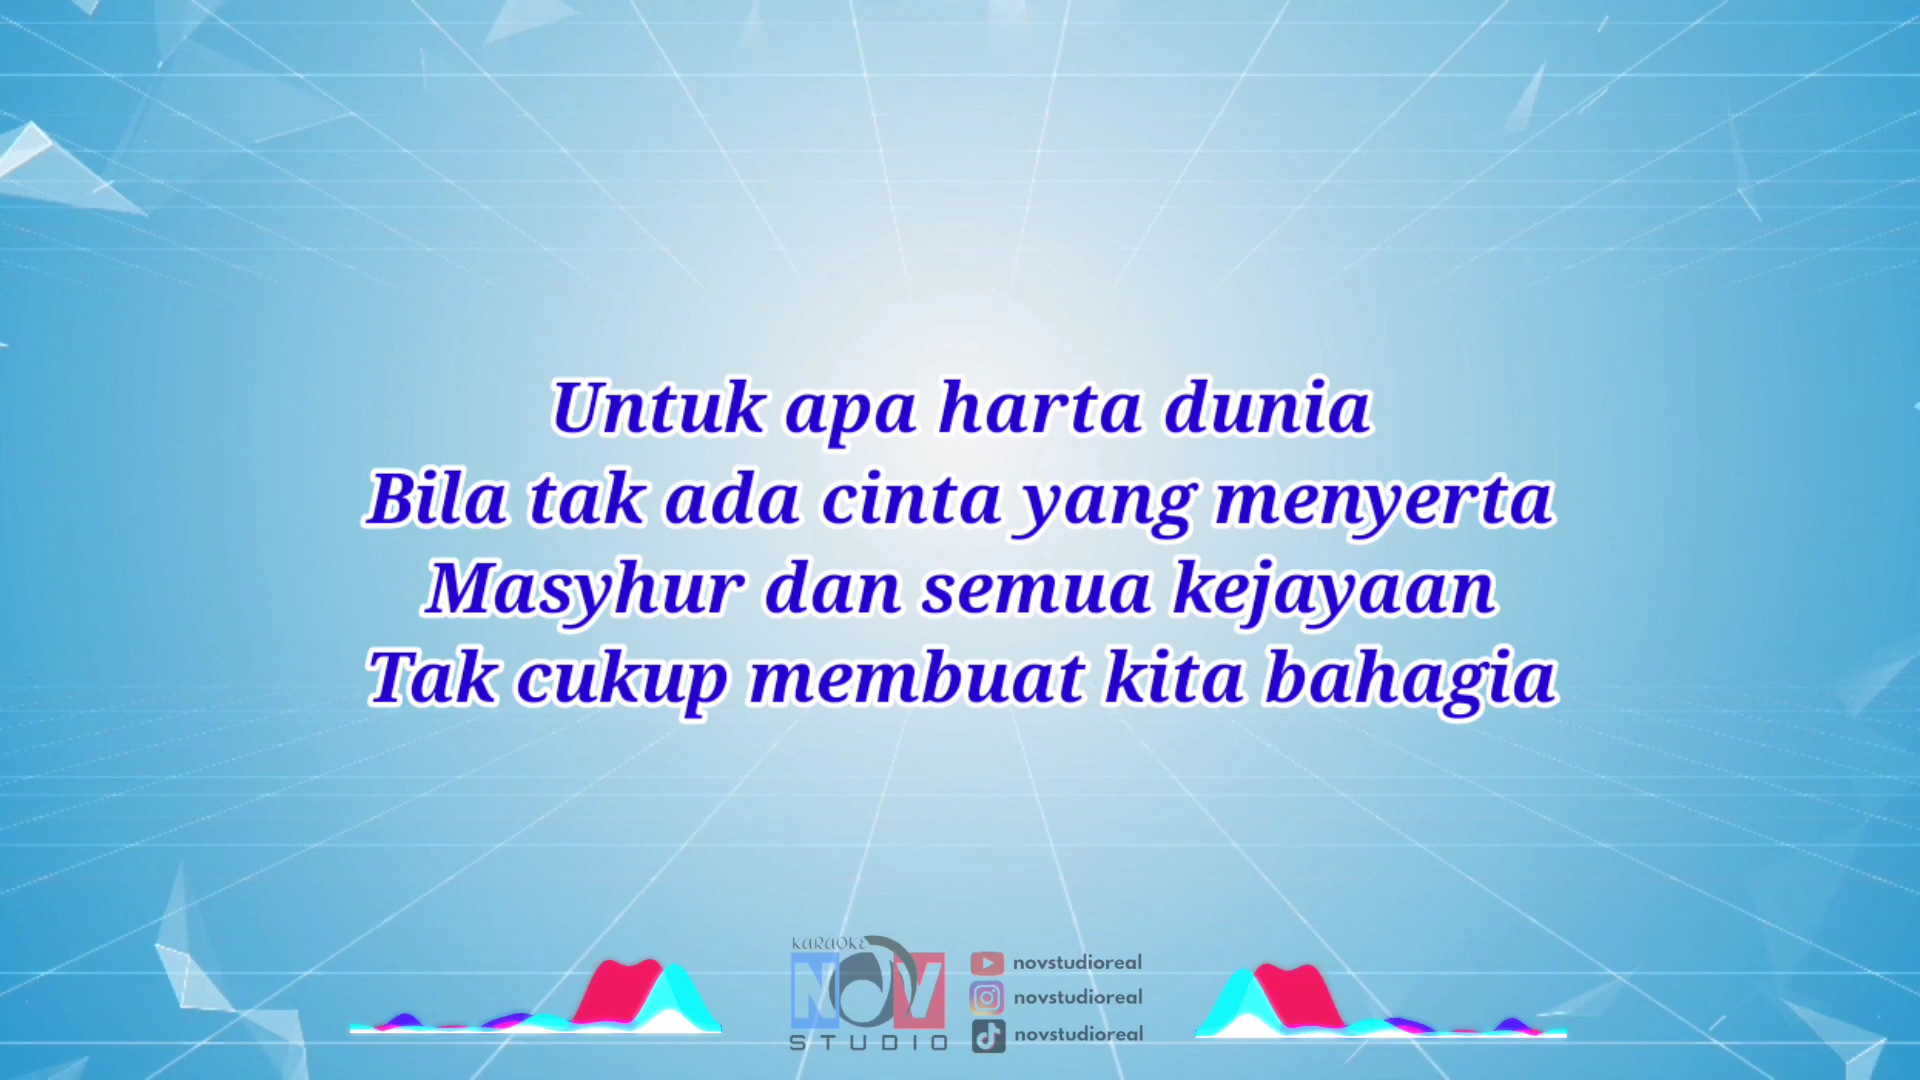 Untuk apa harta dunia
Bila tak ada cinta yang menyerta
Masyhur dan semua kejayaan
Tak cukup membuat kita bahagia
KARAOKE
NOV
STUDIO
novstudioreal
novstudioreal
novstudioreal